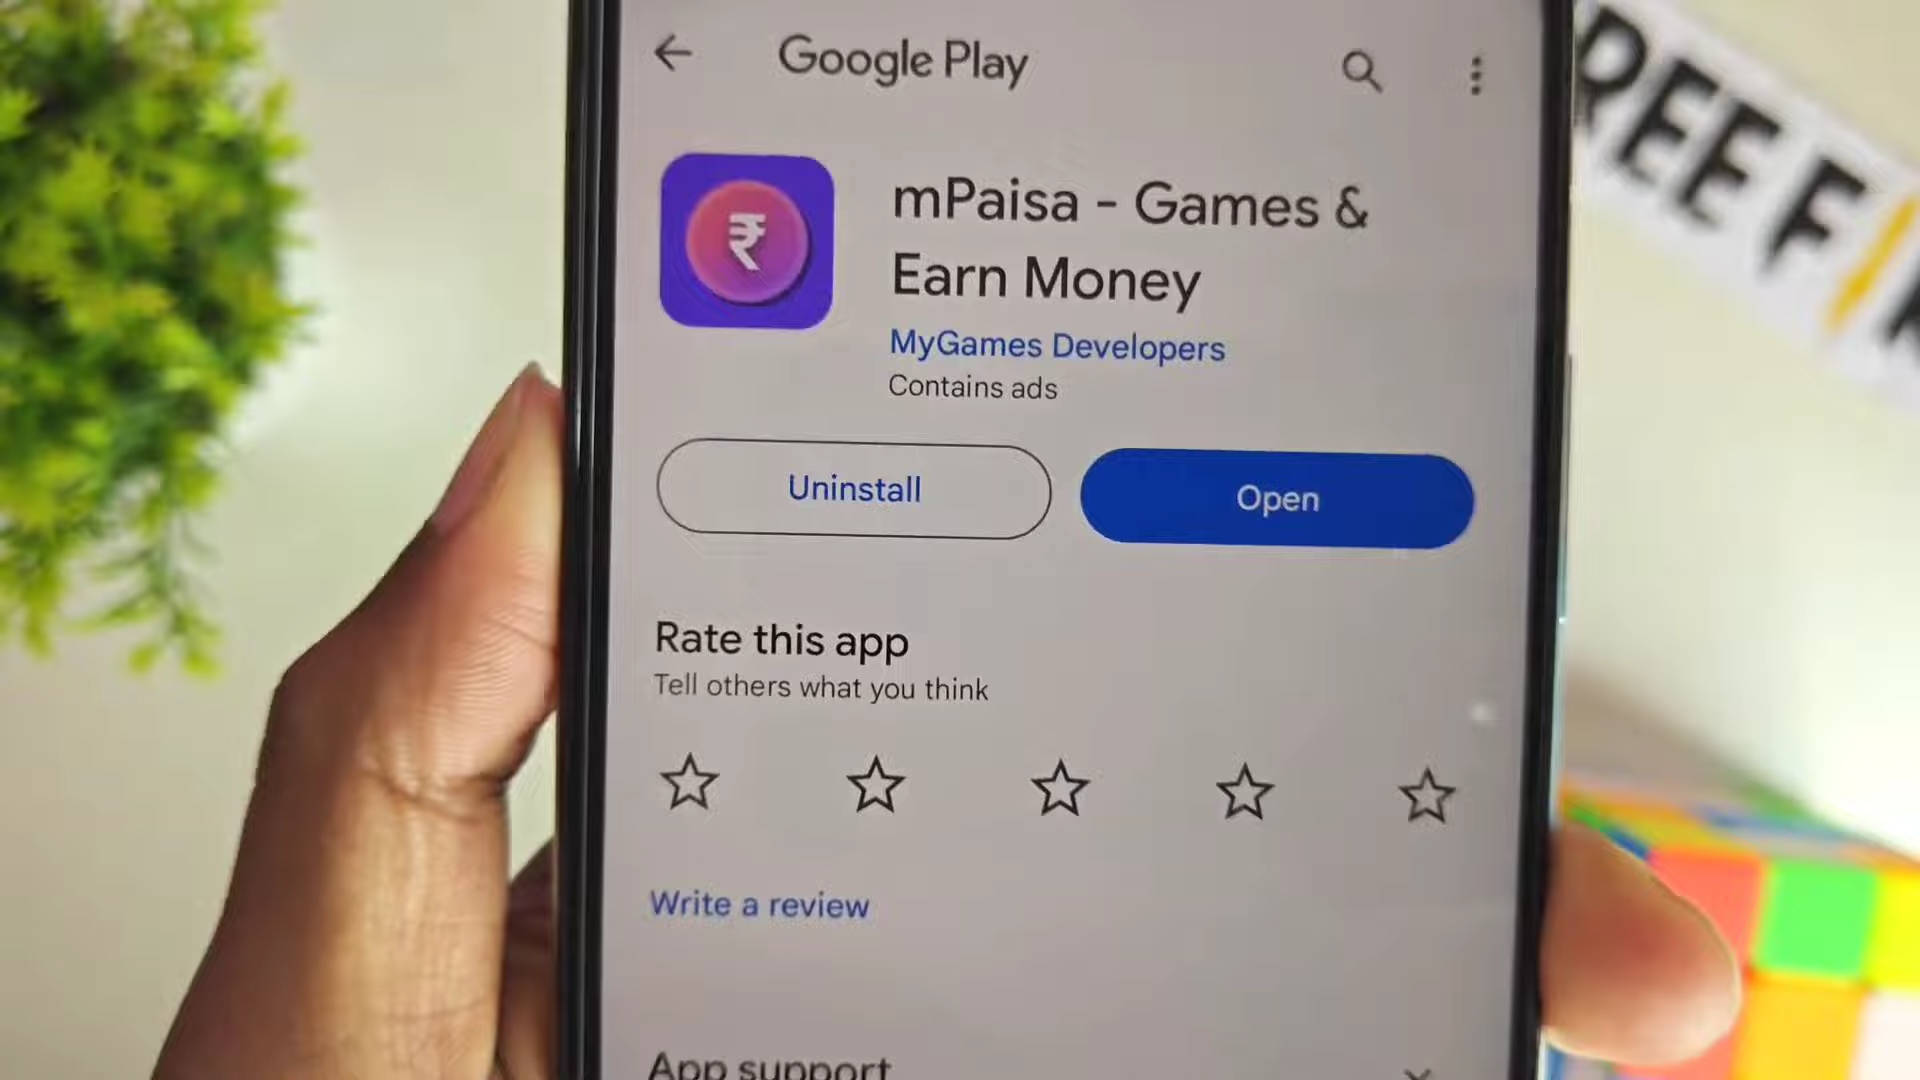 Google Play
mPaisa - Games &
Earn Money
MyGames Developers
Contains ads
Uninstall
Open
Rate this app
Tell others what you think
Write a review
App support
REE F